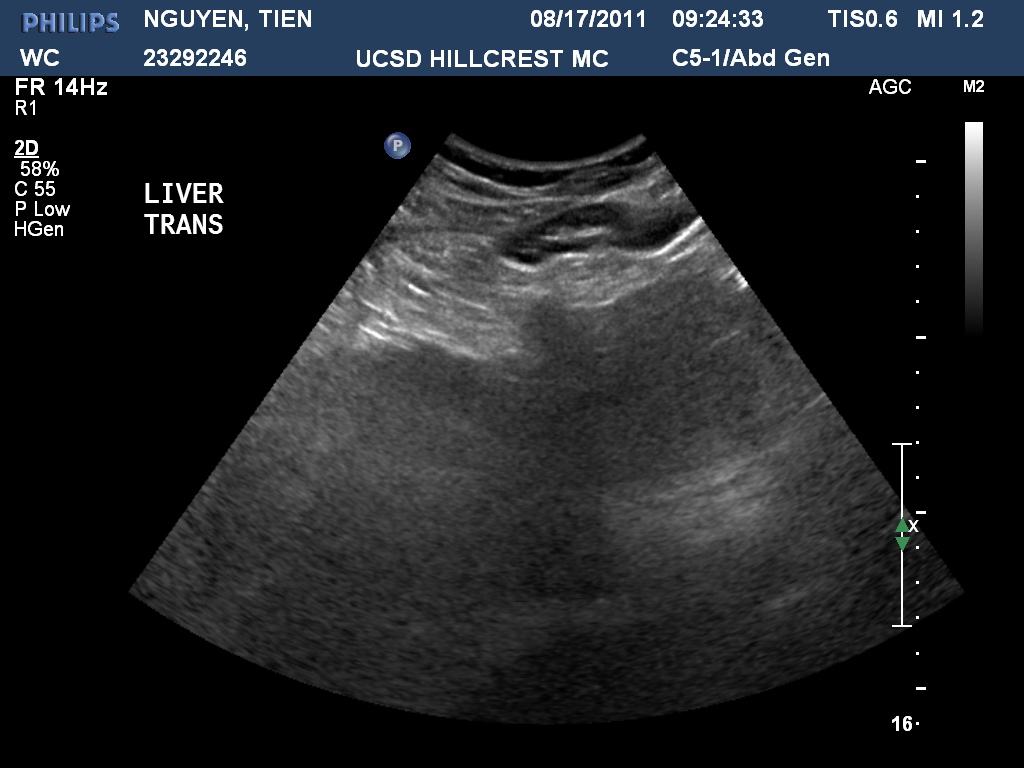 PHILIPS NGUYEN, TIEN 08/17/2011 09:24:33 TIS0.6 MI 1.2
WC 23292246 UCSD HILLCREST MC C5-1/Abd Gen
FR 14Hz AGC M2
R1
P
2D
58%
C 55
P Low
HGen
LIVER
TRANS
X
16